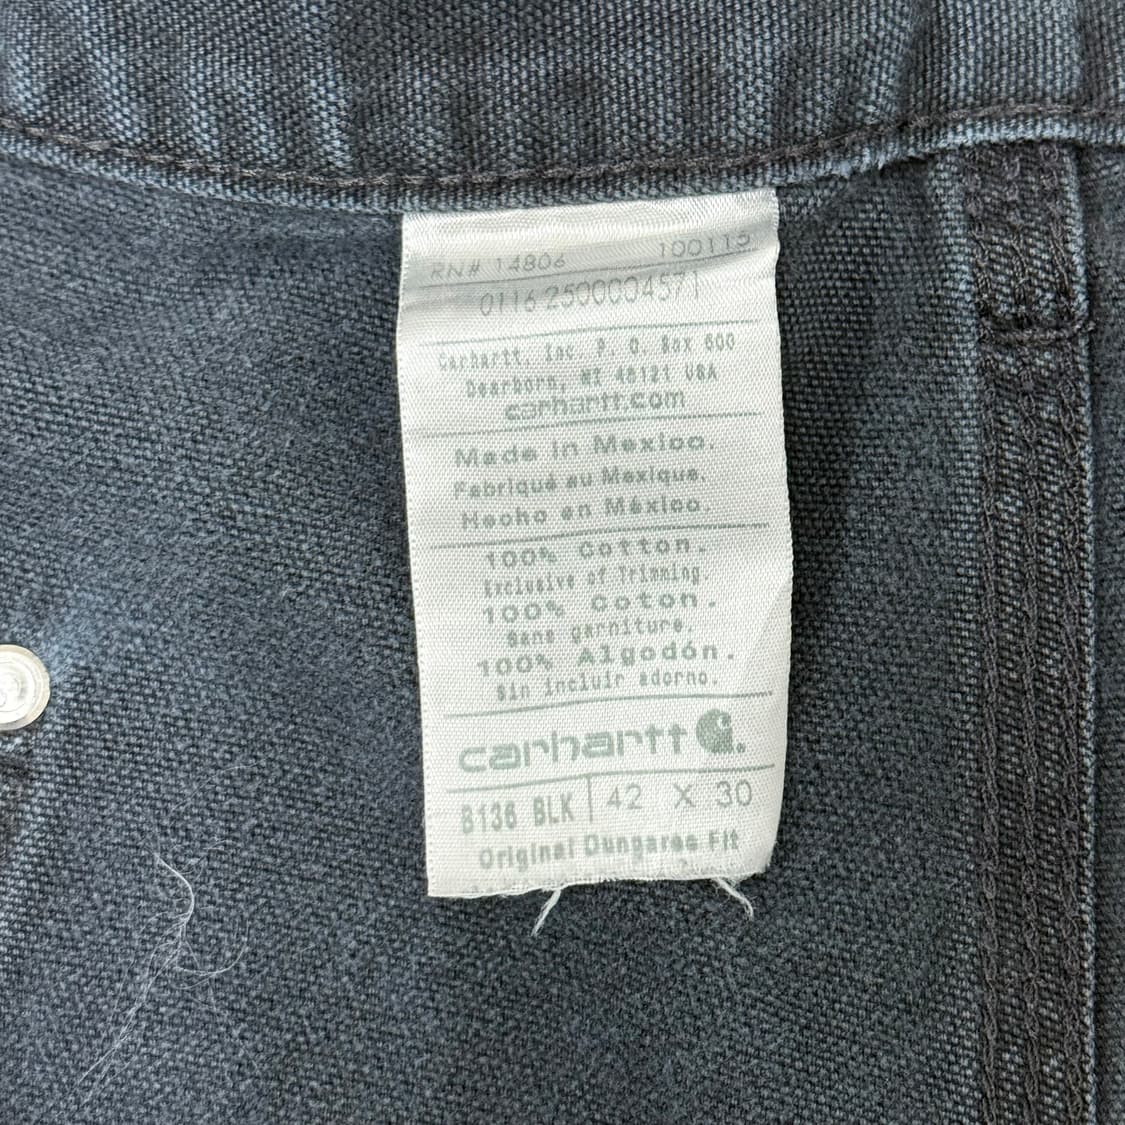 RN# 14806 100113
0116 250000457
Carhartt, Inc. P. O. Box 600
Dearborn, MI 48121 USA
carhartt.com
Made in Mexico.
Fabriqué au Mexique.
Hecho en México.
100% Cotton.
Exclusive of Trimming.
100% Coton.
Sans garniture.
100% Algodón.
Sin incluir adorno.
carhartt
B136 BLK 42 X 30
Original Dungaree Fit